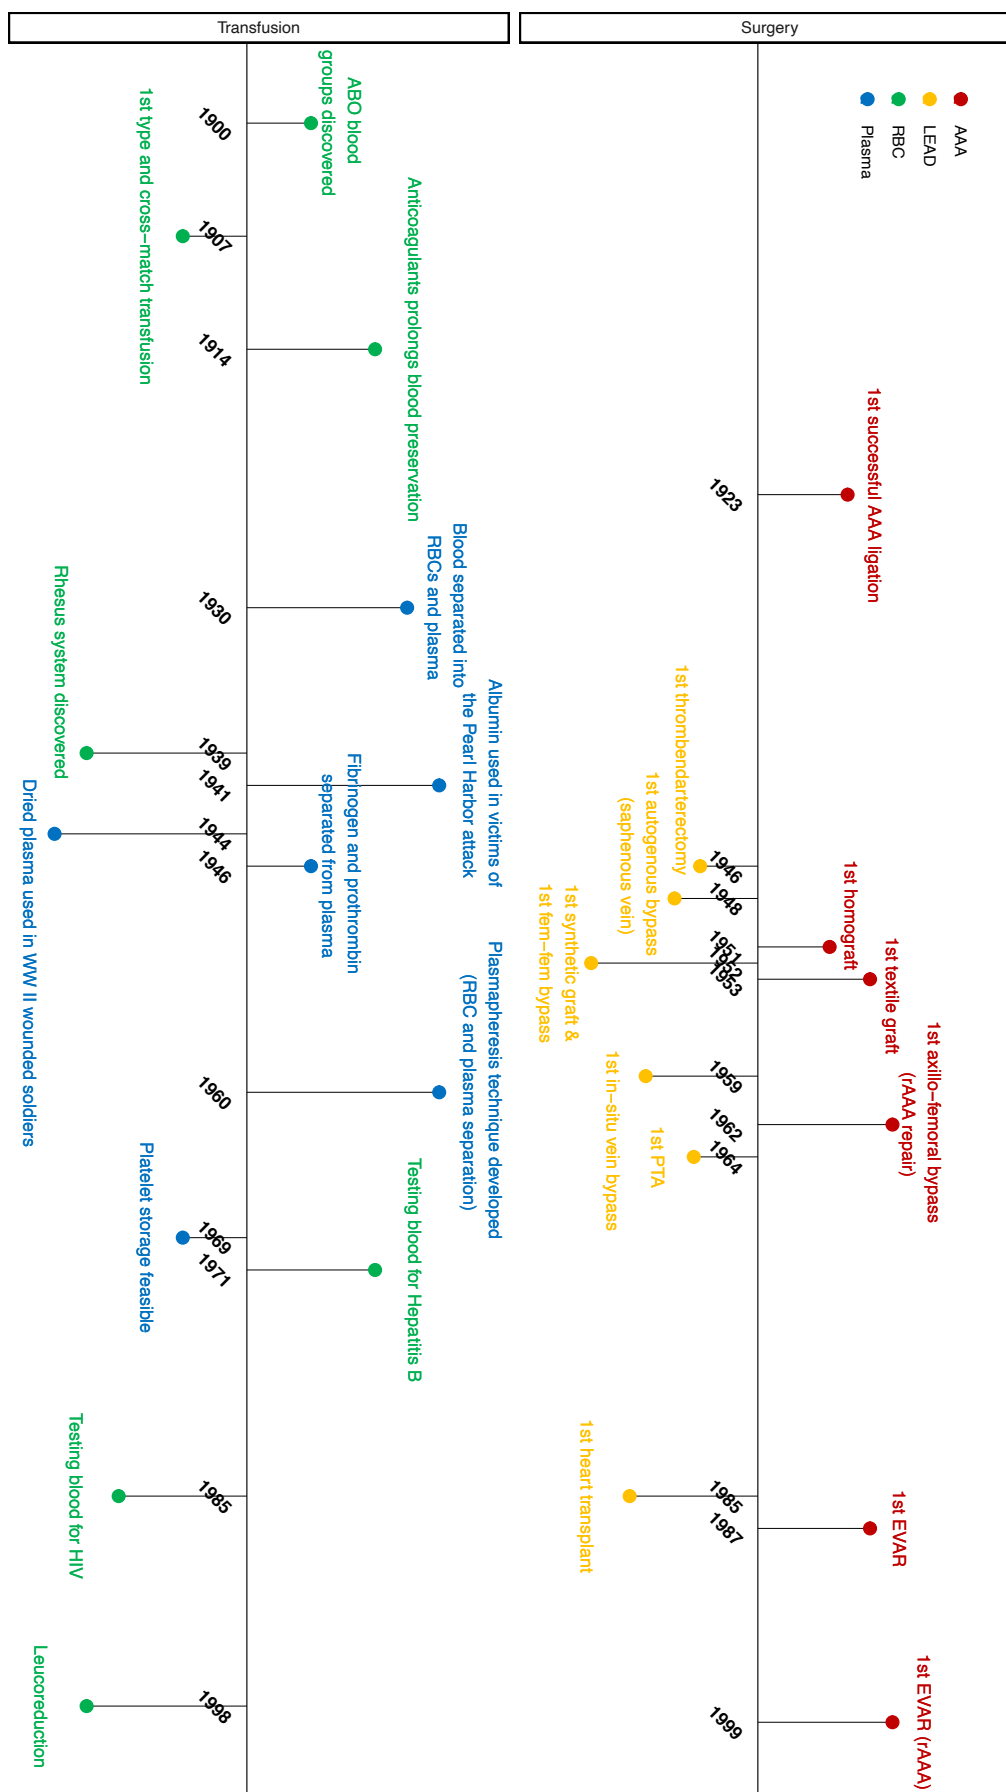 Surgery
AAA
LEAD
RBC
Plasma
1st successful AAA ligation
1923
1st thrombendarterectomy
1946
1st autogenous bypass
(saphenous vein)
1948
1st homograft
1951
1st synthetic graft &
1st fem−fem bypass
1952
1st textile graft
1953
1st in−situ vein bypass
1959
1st axillo−femoral bypass
(rAAA repair)
1962
1st PTA
1964
1st heart transplant
1985
1st EVAR
1987
1st EVAR (rAAA)
1999
Transfusion
ABO blood
groups discovered
1900
1st type and cross−match transfusion
1907
Anticoagulants prolongs blood preservation
1914
Blood separated into
RBCs and plasma
1930
Rhesus system discovered
1939
Albumin used in victims of
the Pearl Harbor attack
1941
Dried plasma used in WW II wounded soldiers
1944
Fibrinogen and prothrombin
separated from plasma
1946
Plasmapheresis technique developed
(RBC and plasma separation)
1960
Platelet storage feasible
1969
Testing blood for Hepatitis B
1971
Testing blood for HIV
1985
Leucoreduction
1998